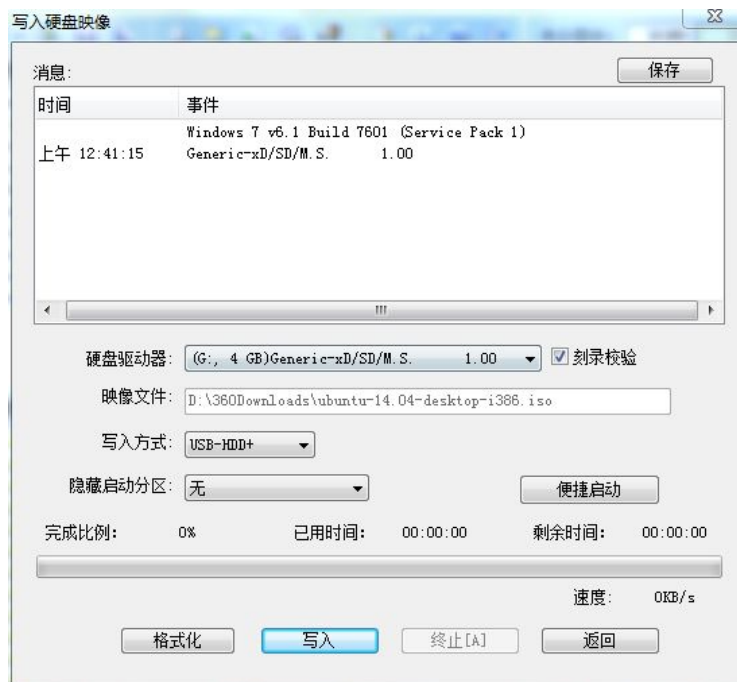 写入硬盘映像
消息:
保存
时间 事件
Windows 7 v6.1 Build 7601 (Service Pack 1)
上午 12:41:15 Generic-xD/SD/M.S. 1.00
硬盘驱动器: (G:, 4 GB)Generic-xD/SD/M.S. 1.00 刻录校验
映像文件: D:\360Downloads\ubuntu-14.04-desktop-i386.iso
写入方式: USB-HDD+
隐藏启动分区: 无 便捷启动
完成比例: 0% 已用时间: 00:00:00 剩余时间: 00:00:00
速度: 0KB/s
格式化 写入 终止[A] 返回